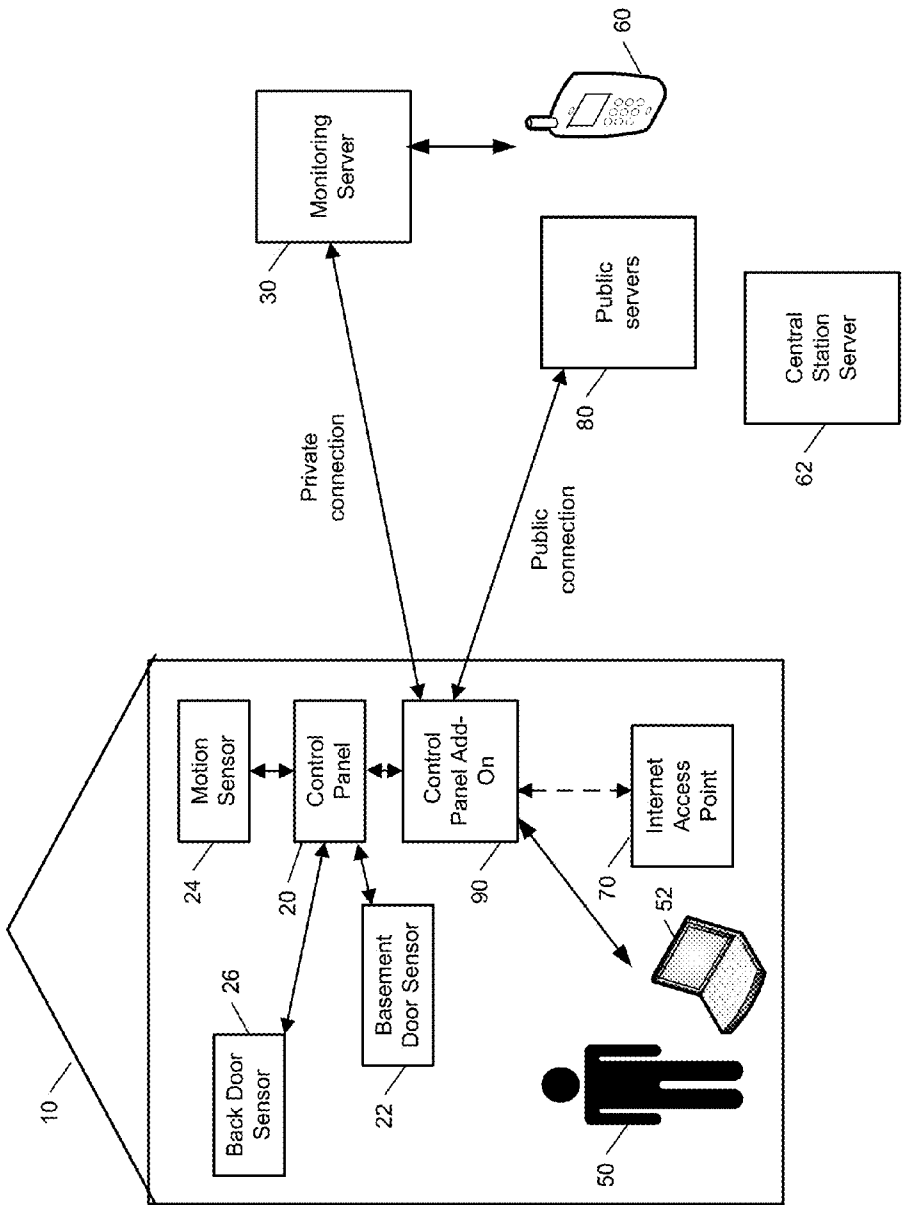 10
Back Door
Sensor
26
Motion
Sensor
24
Control
Panel
20
Basement
Door Sensor
22
Control
Panel Add-
On
90
Internet
Access
Point
70
52
50
Private
connection
Public
connection
Monitoring
Server
30
60
Public
servers
80
Central
Station
Server
62